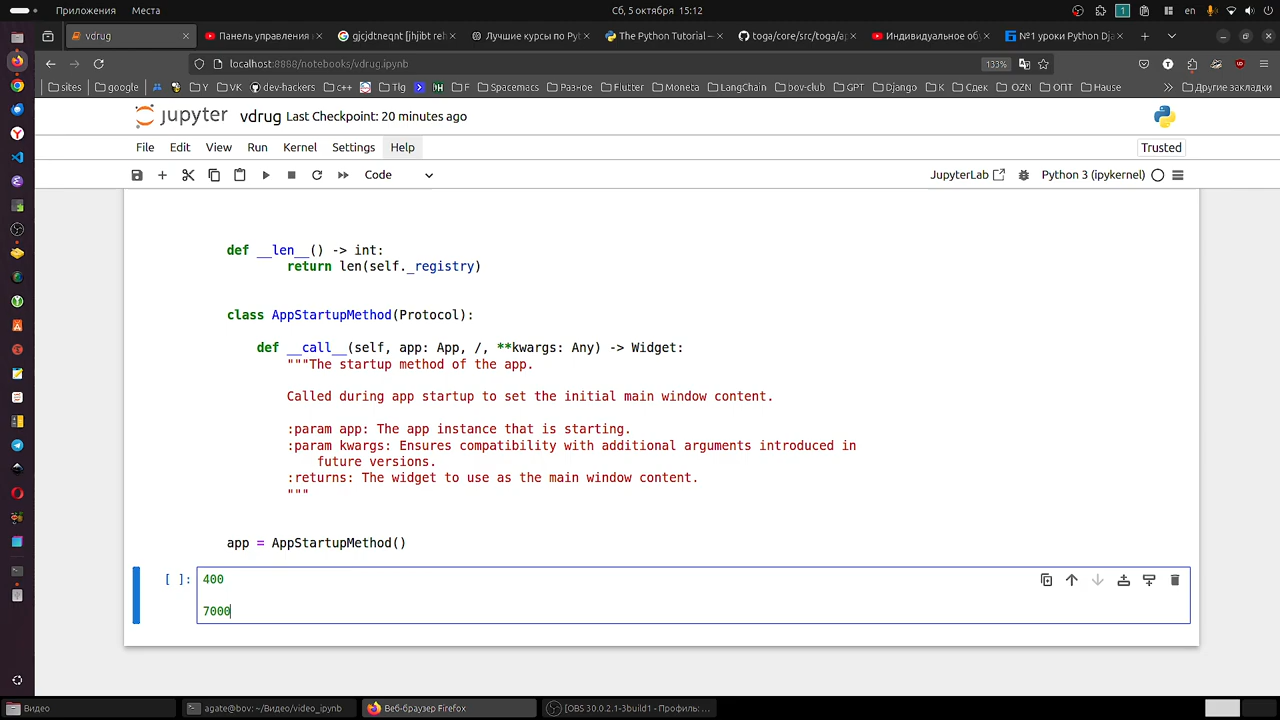 Приложения Места Сб, 5 октября 15:12 1 en
vdrug Панель управления gjcjdtneqnt [jhjibt reh Лучшие курсы по Pyt The Python Tutorial — toga/core/src/toga/ap Индивидуальное об №1 уроки Python Dja
localhost:8888/notebooks/vdrug.ipynb 133%
sites google Y VK dev-hackers c++ Tlg F Spacemacs Разное Flutter Moneta LangChain bov-club GPT Django K Сдек OZN ОПТ Hause Другие закладки
jupyter vdrug Last Checkpoint: 20 minutes ago
File Edit View Run Kernel Settings Help Trusted
Code JupyterLab Python 3 (ipykernel)
def __len__() -> int:
return len(self._registry)
class AppStartupMethod(Protocol):
def __call__(self, app: App, /, **kwargs: Any) -> Widget:
"""The startup method of the app.
Called during app startup to set the initial main window content.
:param app: The app instance that is starting.
:param kwargs: Ensures compatibility with additional arguments introduced in
future versions.
:returns: The widget to use as the main window content.
"""
app = AppStartupMethod()
[ ]: 400
7000
Видео agate@bov: ~/Видео/video_ipynb Веб-браузер Firefox [OBS 30.0.2.1-3build1 - Профиль: ...